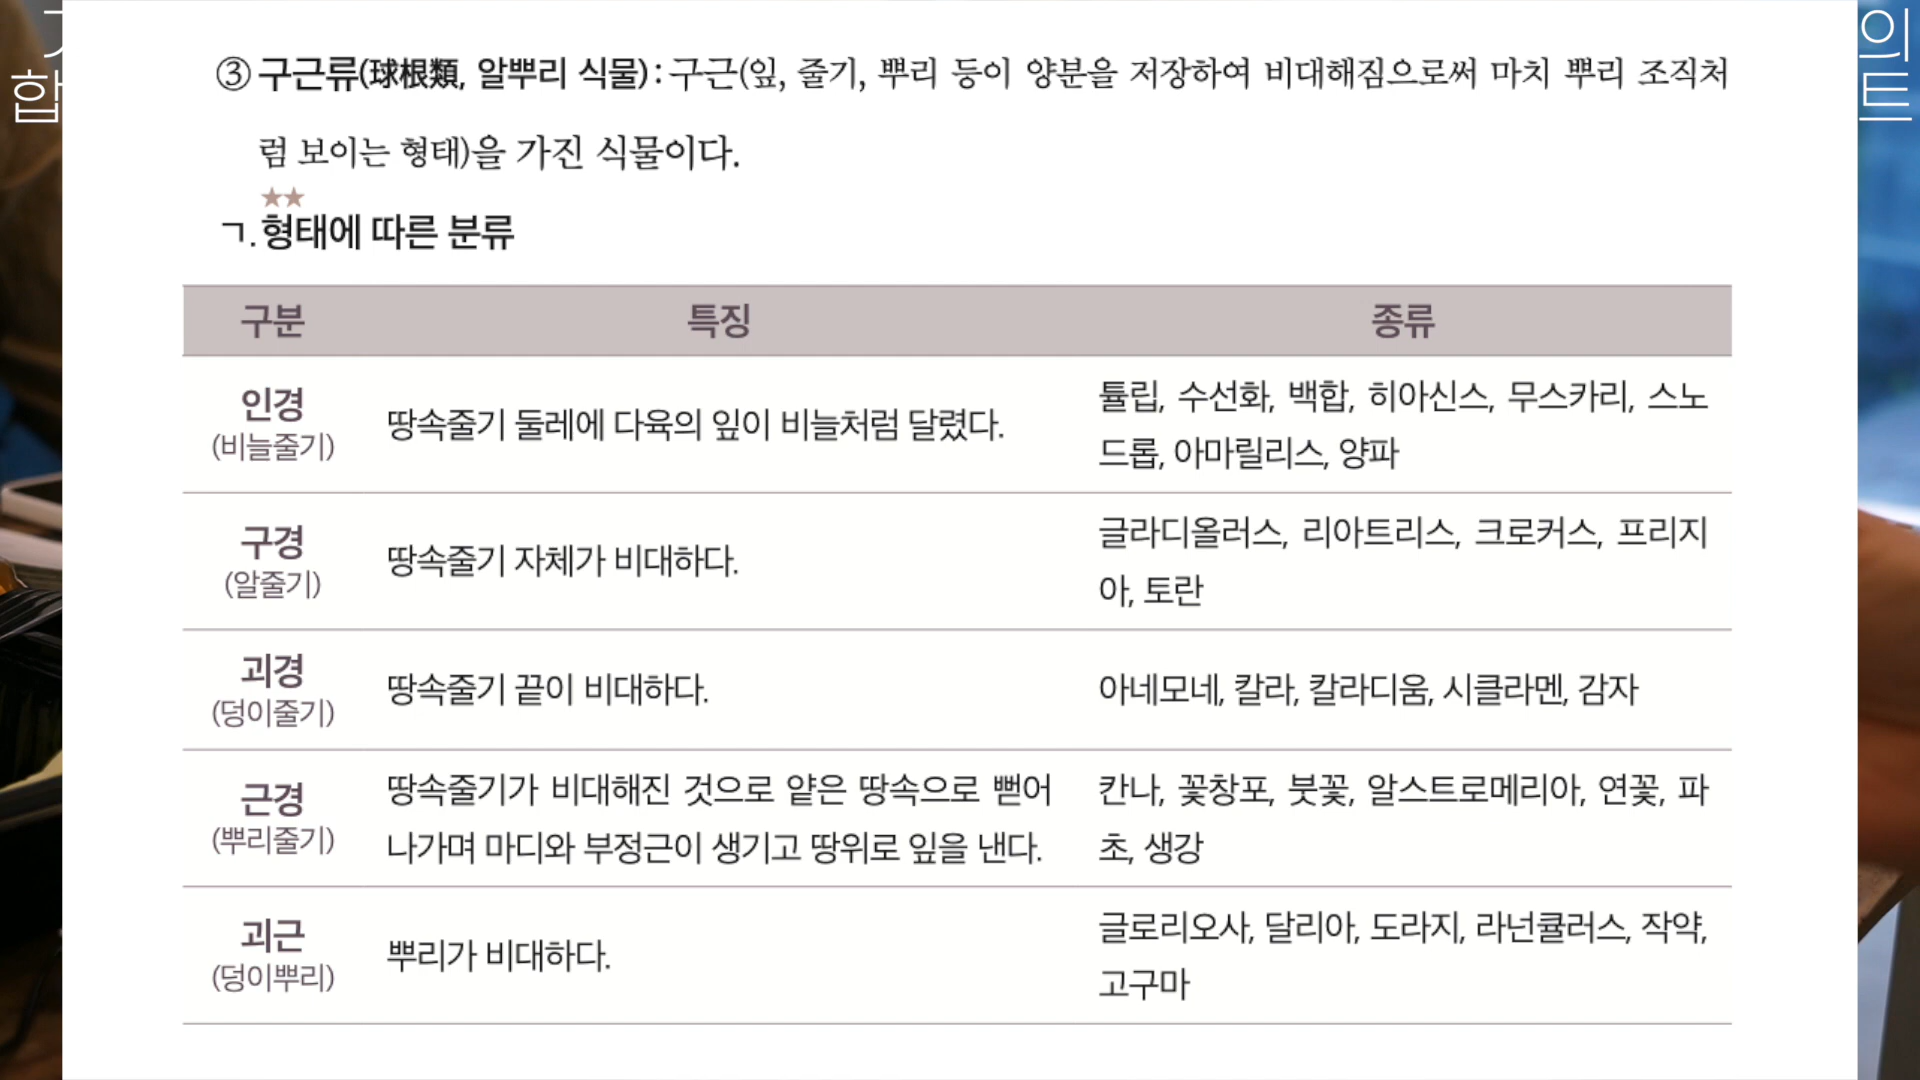 합
의
트
③ 구근류(球根類, 알뿌리 식물) : 구근(잎, 줄기, 뿌리 등이 양분을 저장하여 비대해짐으로써 마치 뿌리 조직처
럼 보이는 형태)을 가진 식물이다.
★★
ㄱ. 형태에 따른 분류
구분 특징 종류
인경
(비늘줄기)
땅속줄기 둘레에 다육의 잎이 비늘처럼 달렸다.
튤립, 수선화, 백합, 히아신스, 무스카리, 스노
드롭, 아마릴리스, 양파
구경
(알줄기)
땅속줄기 자체가 비대하다.
글라디올러스, 리아트리스, 크로커스, 프리지
아, 토란
괴경
(덩이줄기)
땅속줄기 끝이 비대하다.
아네모네, 칼라, 칼라디움, 시클라멘, 감자
근경
(뿌리줄기)
땅속줄기가 비대해진 것으로 얕은 땅속으로 뻗어
나가며 마디와 부정근이 생기고 땅위로 잎을 낸다.
칸나, 꽃창포, 붓꽃, 알스트로메리아, 연꽃, 파
초, 생강
괴근
(덩이뿌리)
뿌리가 비대하다.
글로리오사, 달리아, 도라지, 라넌큘러스, 작약,
고구마